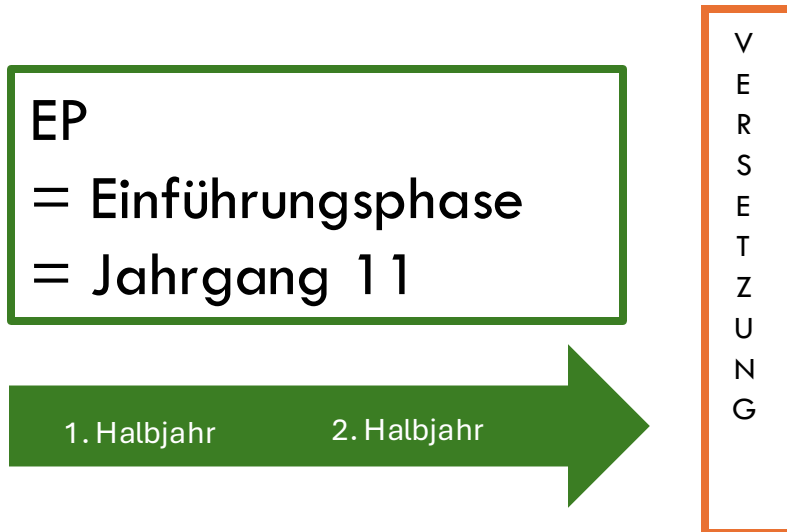 EP
= Einführungsphase
= Jahrgang 11
1. Halbjahr
2. Halbjahr
V
E
R
S
E
T
Z
U
N
G